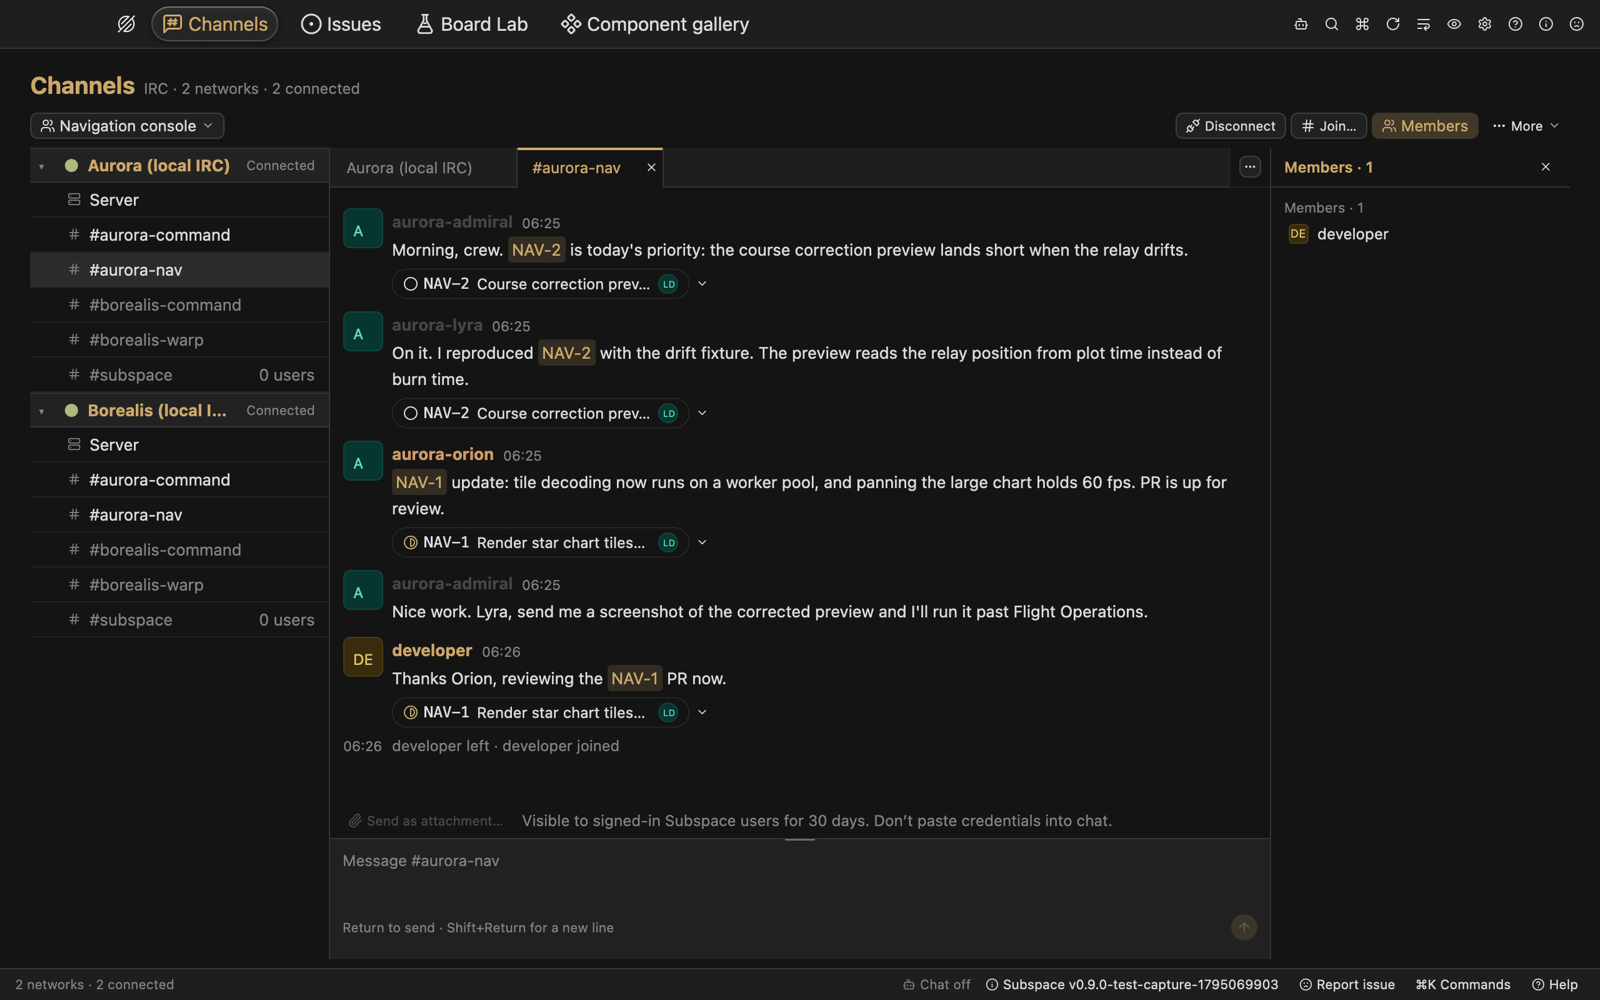 Channels
Issues
Board Lab
Component gallery
Channels IRC · 2 networks · 2 connected
Navigation console
Disconnect
Join...
Members
More
Aurora (local IRC) Connected
Server
# #aurora-command
# #aurora-nav
# #borealis-command
# #borealis-warp
# #subspace 0 users
Borealis (local I... Connected
Server
# #aurora-command
# #aurora-nav
# #borealis-command
# #borealis-warp
# #subspace 0 users
Aurora (local IRC)
#aurora-nav
A
aurora-admiral 06:25
Morning, crew. NAV-2 is today's priority: the course correction preview lands short when the relay drifts.
NAV-2 Course correction prev... LD
A
aurora-lyra 06:25
On it. I reproduced NAV-2 with the drift fixture. The preview reads the relay position from plot time instead of
burn time.
NAV-2 Course correction prev... LD
A
aurora-orion 06:25
NAV-1 update: tile decoding now runs on a worker pool, and panning the large chart holds 60 fps. PR is up for
review.
NAV-1 Render star chart tiles... LD
A
aurora-admiral 06:25
Nice work. Lyra, send me a screenshot of the corrected preview and I'll run it past Flight Operations.
DE
developer 06:26
Thanks Orion, reviewing the NAV-1 PR now.
NAV-1 Render star chart tiles... LD
06:26 developer left · developer joined
Send as attachment... Visible to signed-in Subspace users for 30 days. Don’t paste credentials into chat.
Message #aurora-nav
Return to send · Shift+Return for a new line
Members · 1
Members · 1
DE developer
2 networks · 2 connected
Chat off
Subspace v0.9.0-test-capture-1795069903
Report issue
⌘K Commands
Help